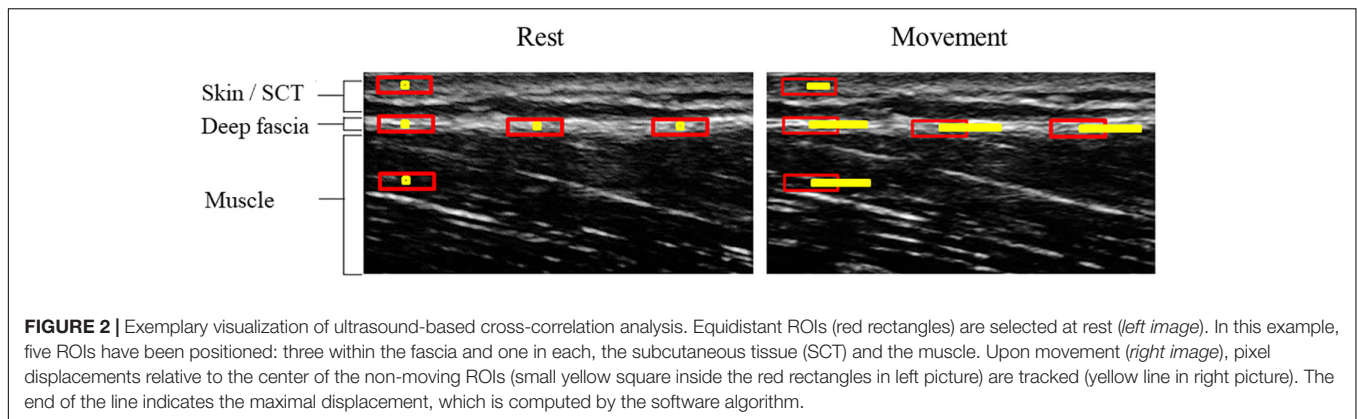 Rest
Movement
Skin / SCT
Deep fascia
Muscle
FIGURE 2 | Exemplary visualization of ultrasound-based cross-correlation analysis. Equidistant ROIs (red rectangles) are selected at rest (left image). In this example,
five ROIs have been positioned: three within the fascia and one in each, the subcutaneous tissue (SCT) and the muscle. Upon movement (right image), pixel
displacements relative to the center of the non-moving ROIs (small yellow square inside the red rectangles in left picture) are tracked (yellow line in right picture). The
end of the line indicates the maximal displacement, which is computed by the software algorithm.